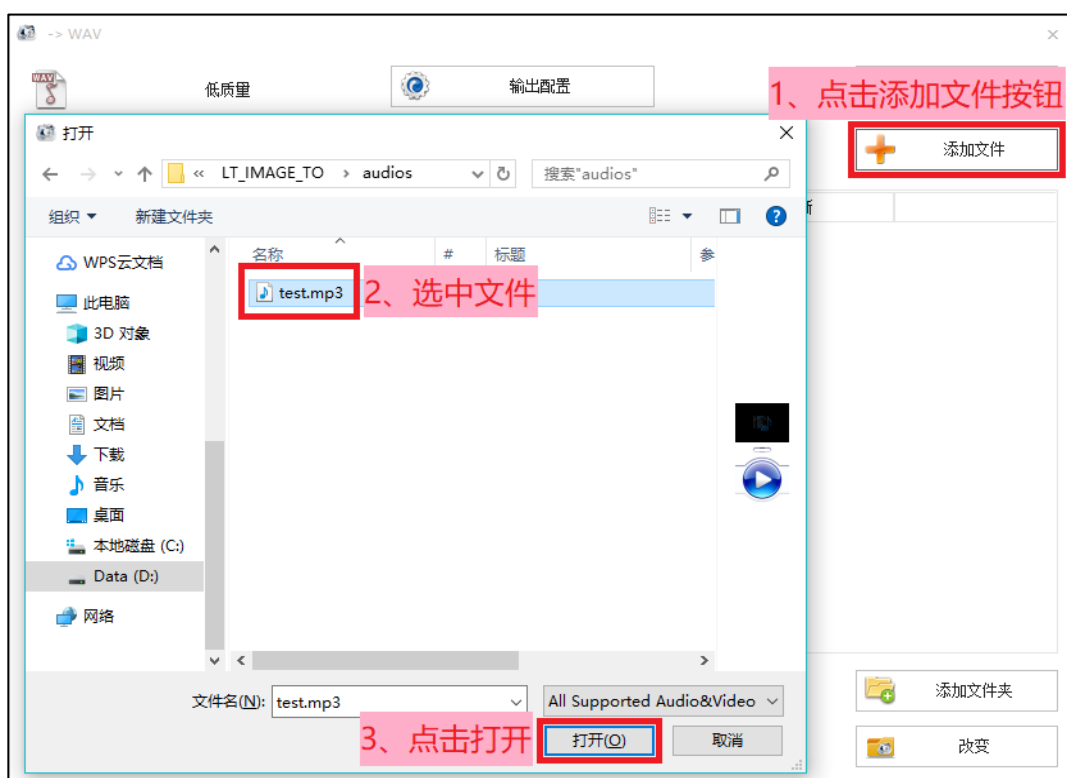 -> WAV
WAV
低质量
输出配置
1、点击添加文件按钮
打开
添加文件
« LT_IMAGE_TO › audios
搜索"audios"
组织
新建文件夹
名称
#
标题
参
WPS云文档
test.mp3
2、选中文件
此电脑
3D 对象
视频
图片
文档
下载
音乐
桌面
本地磁盘 (C:)
Data (D:)
网络
添加文件夹
文件名(N): test.mp3
All Supported Audio&Video
3、点击打开
打开(O)
取消
改变